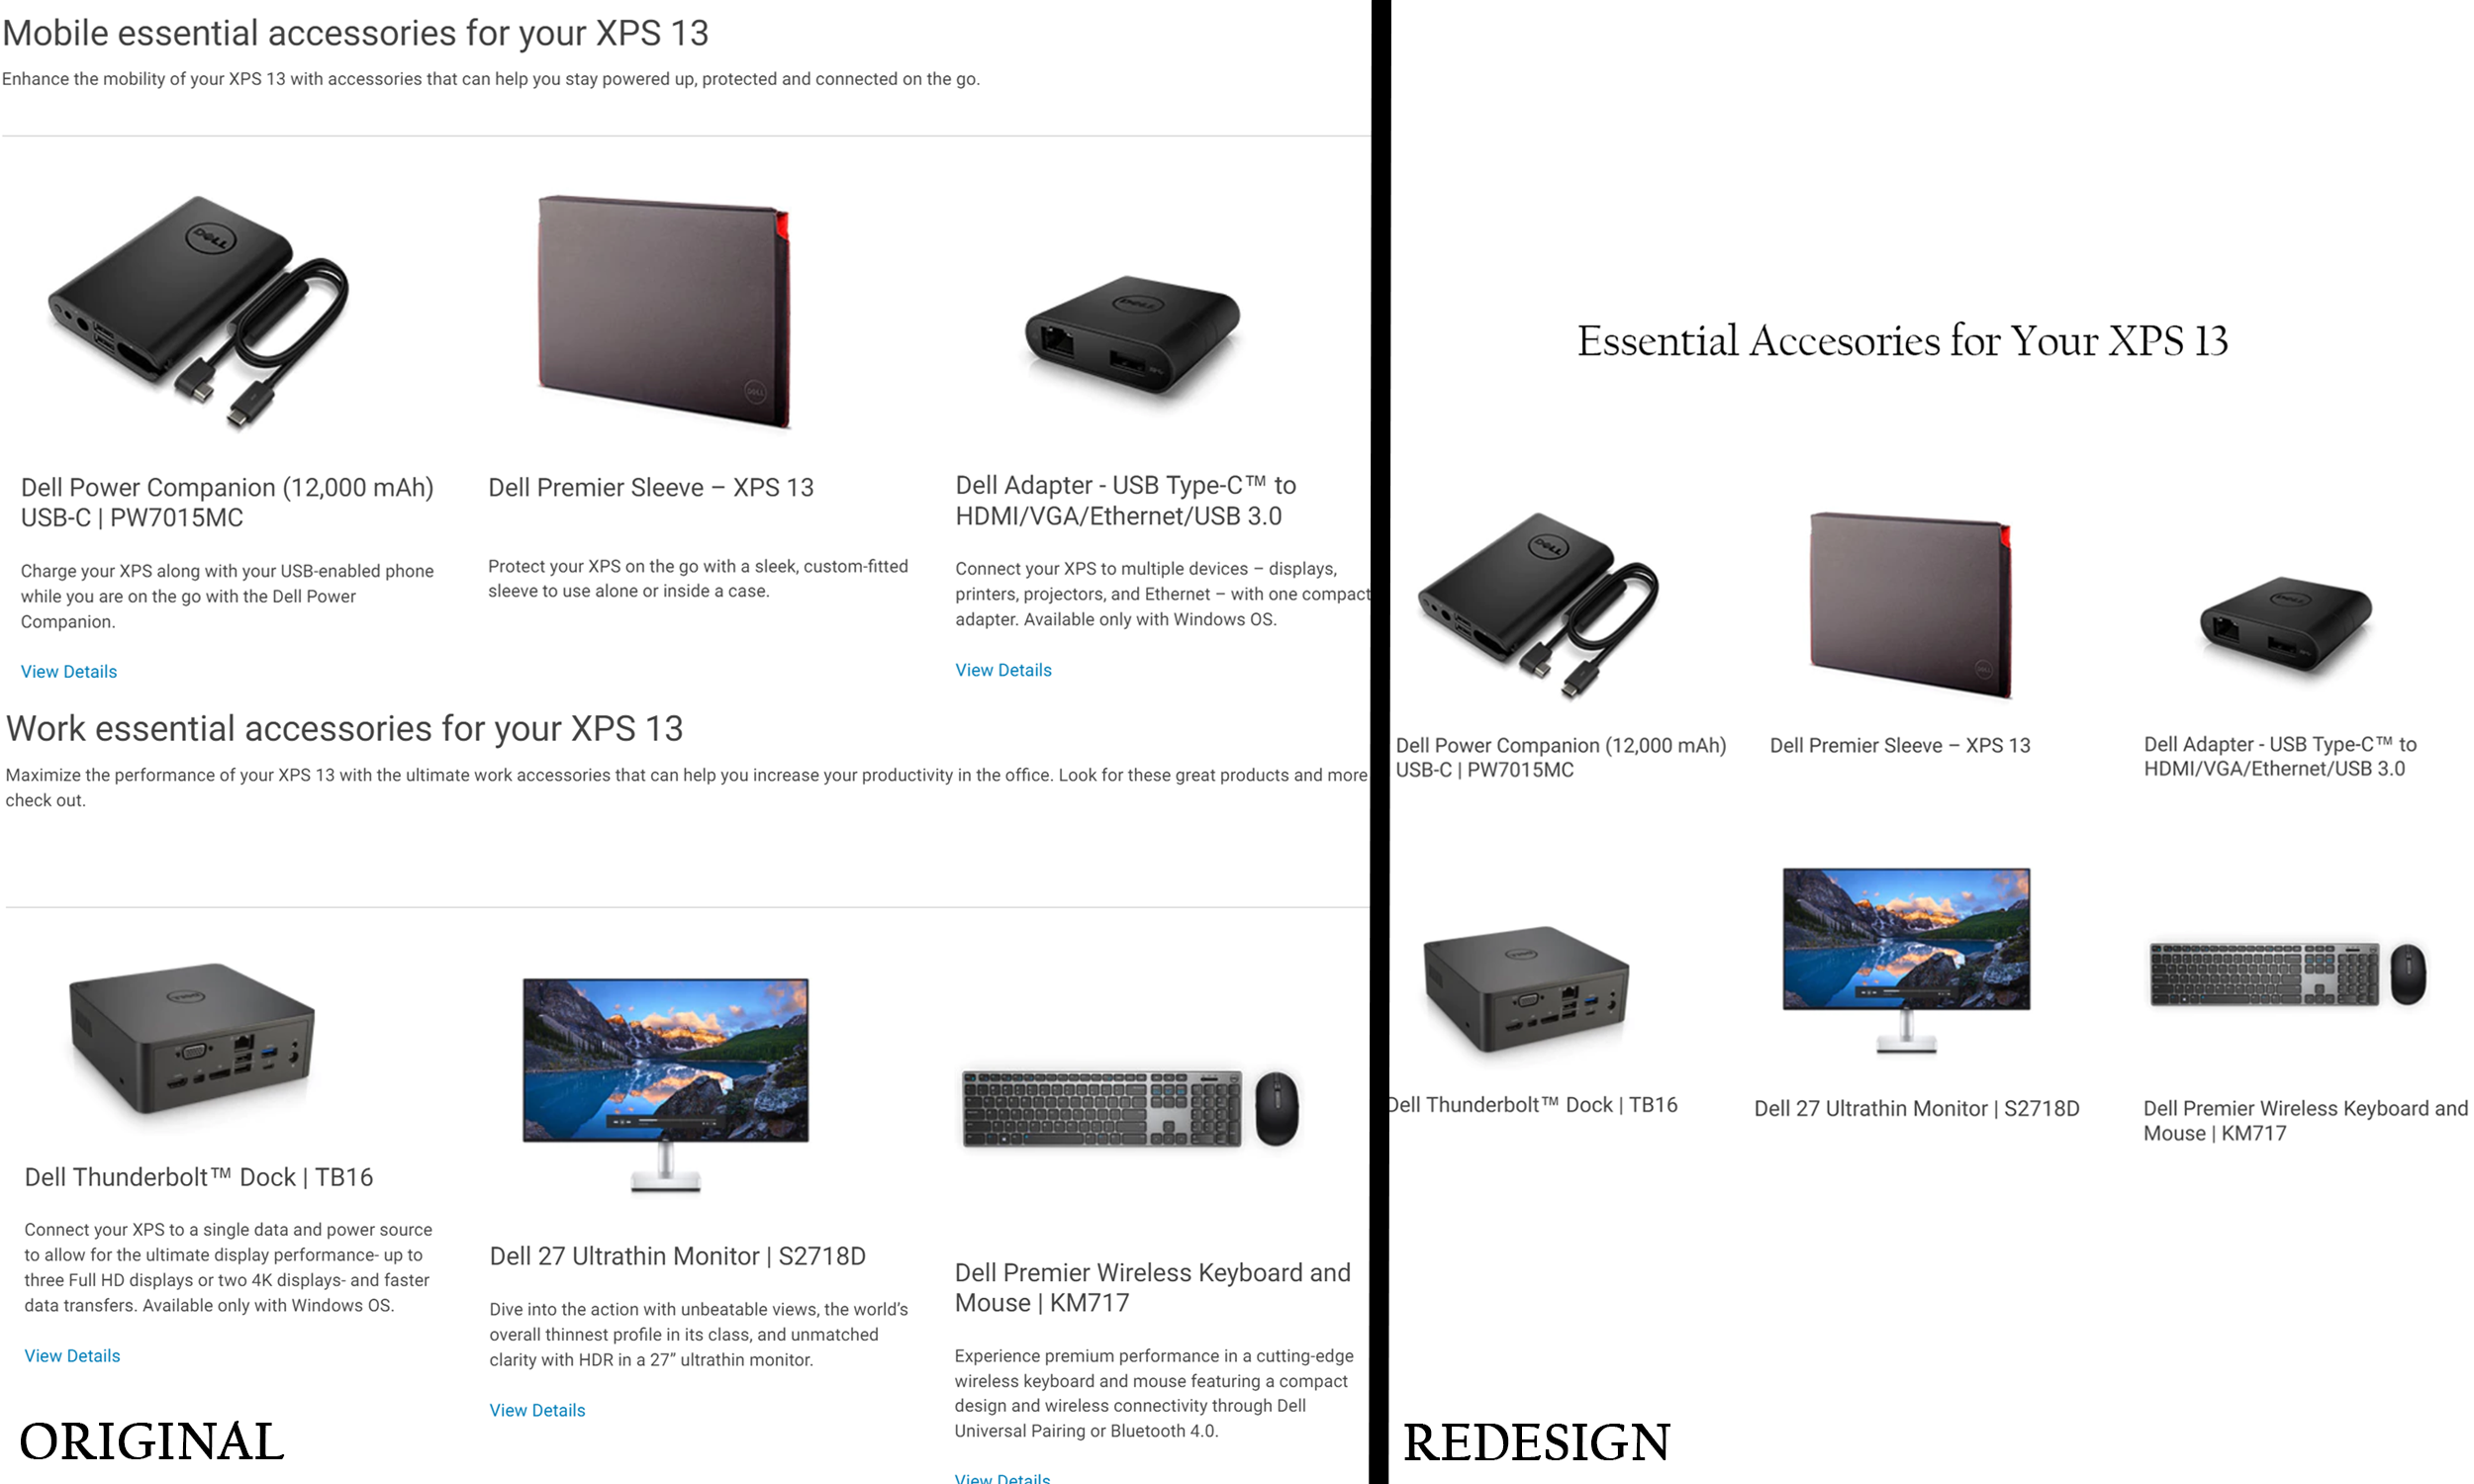 Mobile essential accessories for your XPS 13
Enhance the mobility of your XPS 13 with accessories that can help you stay powered up, protected and connected on the go.
DELL
DELL
DELL
Dell Power Companion (12,000 mAh)
USB-C | PW7015MC
Charge your XPS along with your USB-enabled phone
while you are on the go with the Dell Power
Companion.
View Details
Dell Premier Sleeve – XPS 13
Protect your XPS on the go with a sleek, custom-fitted
sleeve to use alone or inside a case.
Dell Adapter - USB Type-C™ to
HDMI/VGA/Ethernet/USB 3.0
Connect your XPS to multiple devices – displays,
printers, projectors, and Ethernet – with one compact
adapter. Available only with Windows OS.
View Details
Work essential accessories for your XPS 13
Maximize the performance of your XPS 13 with the ultimate work accessories that can help you increase your productivity in the office. Look for these great products and more
check out.
DELL
Dell Thunderbolt™ Dock | TB16
Connect your XPS to a single data and power source
to allow for the ultimate display performance- up to
three Full HD displays or two 4K displays- and faster
data transfers. Available only with Windows OS.
View Details
Dell 27 Ultrathin Monitor | S2718D
Dive into the action with unbeatable views, the world's
overall thinnest profile in its class, and unmatched
clarity with HDR in a 27” ultrathin monitor.
View Details
Dell Premier Wireless Keyboard and
Mouse | KM717
Experience premium performance in a cutting-edge
wireless keyboard and mouse featuring a compact
design and wireless connectivity through Dell
Universal Pairing or Bluetooth 4.0.
View Details
ORIGINAL
Essential Accesories for Your XPS 13
DELL
DELL
DELL
Dell Power Companion (12,000 mAh)
USB-C | PW7015MC
Dell Premier Sleeve – XPS 13
Dell Adapter - USB Type-C™ to
HDMI/VGA/Ethernet/USB 3.0
DELL
Dell Thunderbolt™ Dock | TB16
Dell 27 Ultrathin Monitor | S2718D
Dell Premier Wireless Keyboard and
Mouse | KM717
REDESIGN